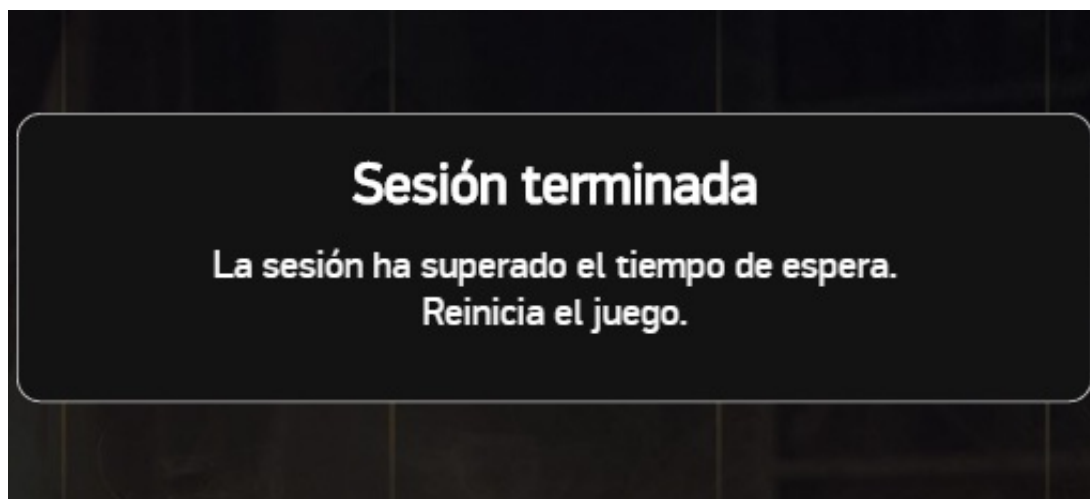 Sesión terminada
La sesión ha superado el tiempo de espera.
Reinicia el juego.